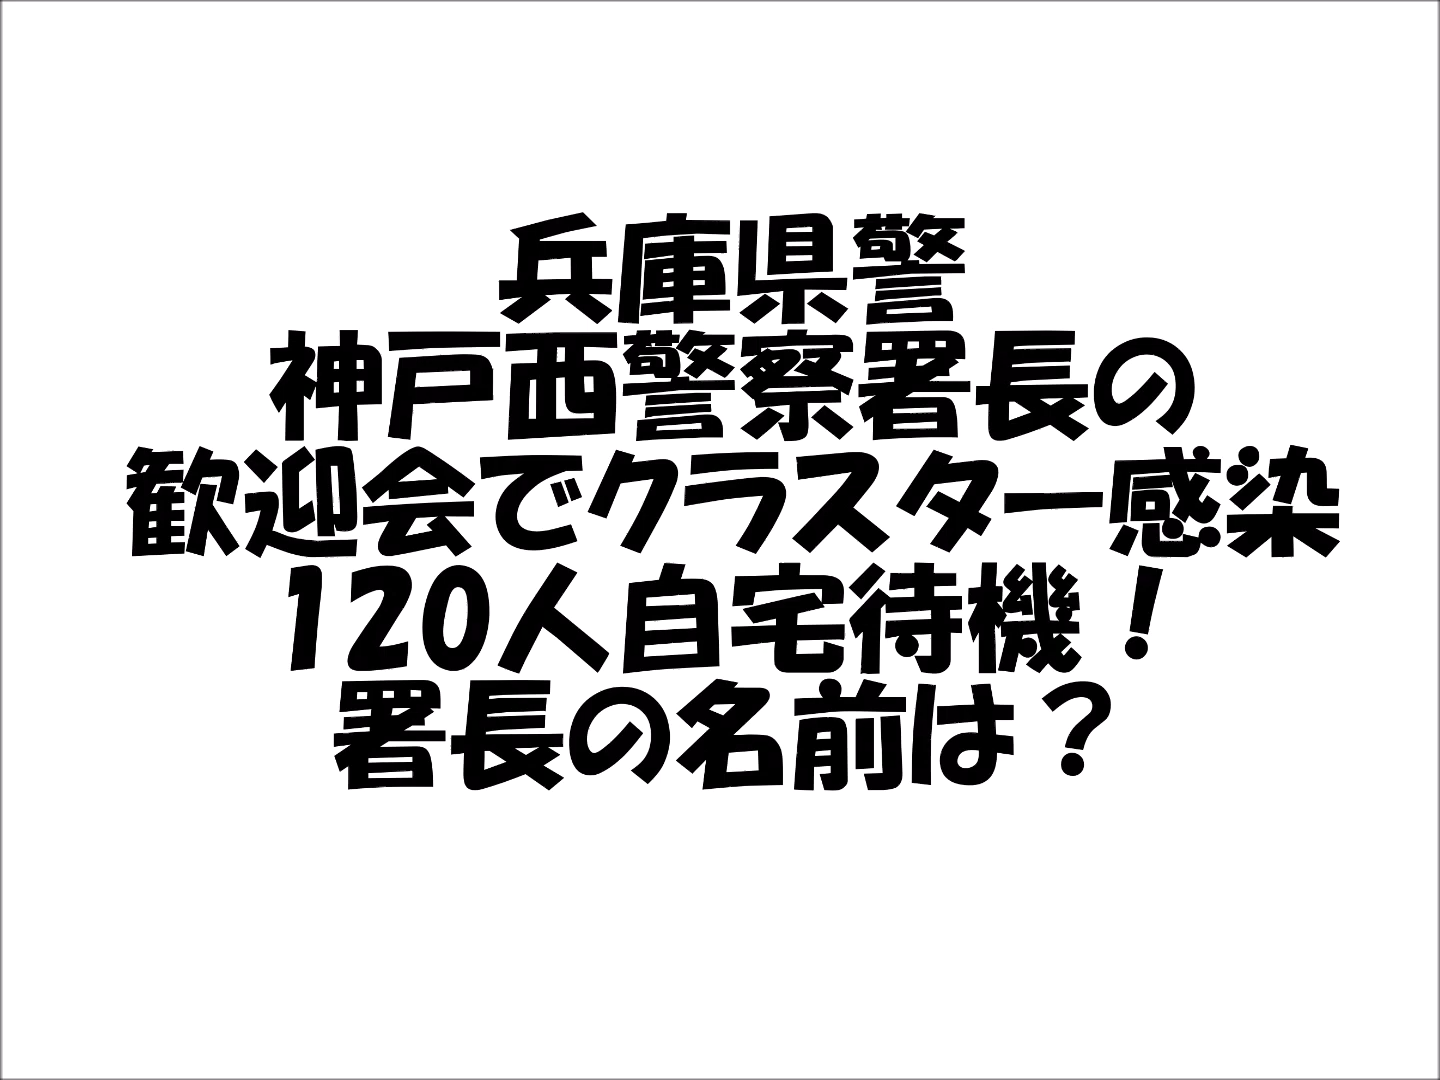 兵庫県警
神戸西警察署長の
歓迎会でクラスター感染
120人自宅待機！
署長の名前は？